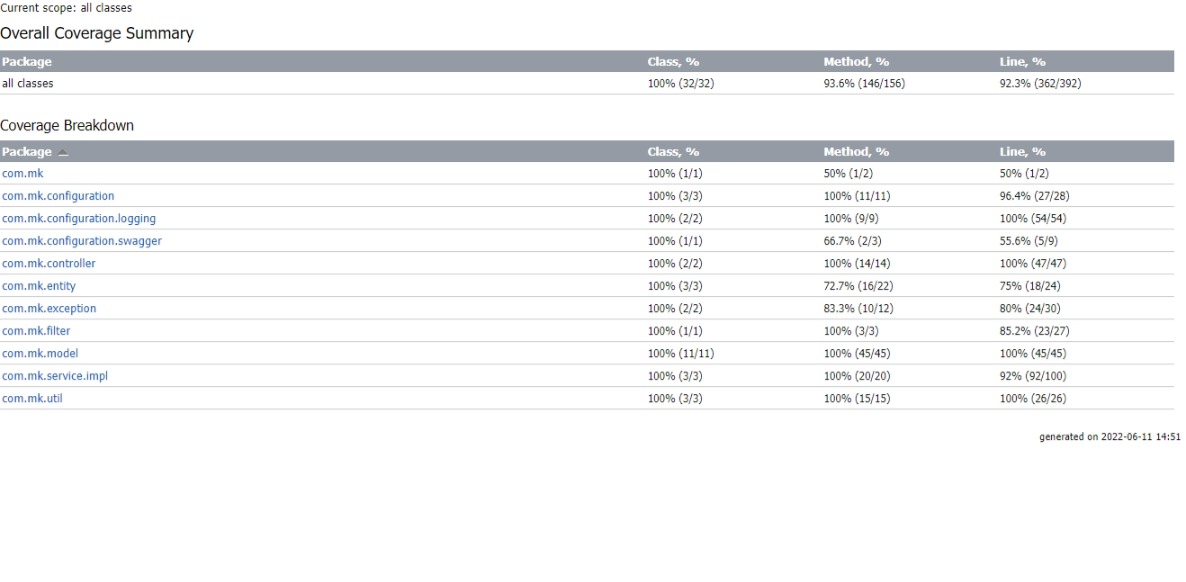 Current scope: all classes
Overall Coverage Summary
Package Class, % Method, % Line, %
all classes 100% (32/32) 93.6% (146/156) 92.3% (362/392)
Coverage Breakdown
Package Class, % Method, % Line, %
com.mk 100% (1/1) 50% (1/2) 50% (1/2)
com.mk.configuration 100% (3/3) 100% (11/11) 96.4% (27/28)
com.mk.configuration.logging 100% (2/2) 100% (9/9) 100% (54/54)
com.mk.configuration.swagger 100% (1/1) 66.7% (2/3) 55.6% (5/9)
com.mk.controller 100% (2/2) 100% (14/14) 100% (47/47)
com.mk.entity 100% (3/3) 72.7% (16/22) 75% (18/24)
com.mk.exception 100% (2/2) 83.3% (10/12) 80% (24/30)
com.mk.filter 100% (1/1) 100% (3/3) 85.2% (23/27)
com.mk.model 100% (11/11) 100% (45/45) 100% (45/45)
com.mk.service.impl 100% (3/3) 100% (20/20) 92% (92/100)
com.mk.util 100% (3/3) 100% (15/15) 100% (26/26)
generated on 2022-06-11 14:51